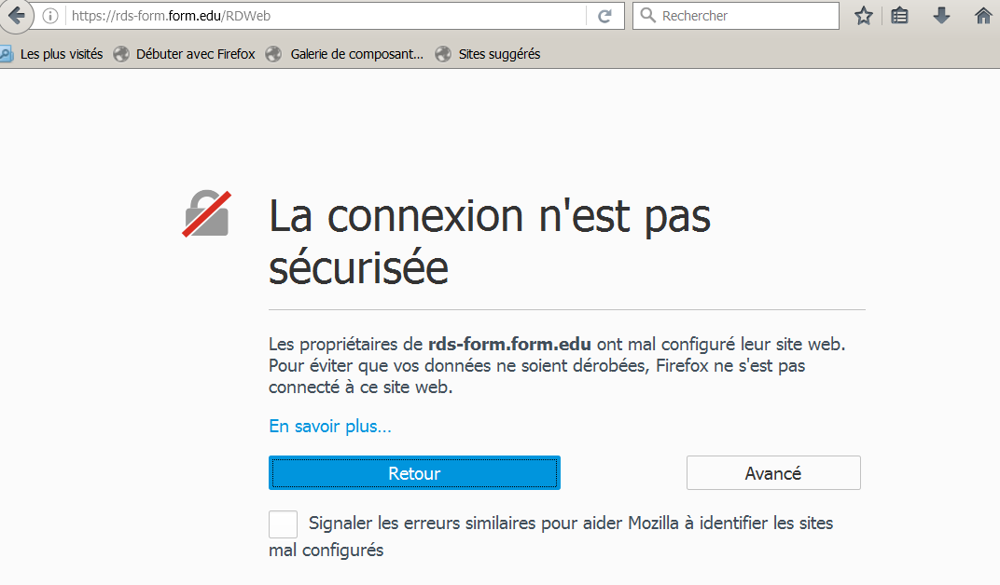 https://rds-form.form.edu/RDWeb
Rechercher
Les plus visités
Débuter avec Firefox
Galerie de composant...
Sites suggérés
La connexion n'est pas
sécurisée
Les propriétaires de rds-form.form.edu ont mal configuré leur site web.
Pour éviter que vos données ne soient dérobées, Firefox ne s'est pas
connecté à ce site web.
En savoir plus...
Retour
Avancé
Signaler les erreurs similaires pour aider Mozilla à identifier les sites
mal configurés